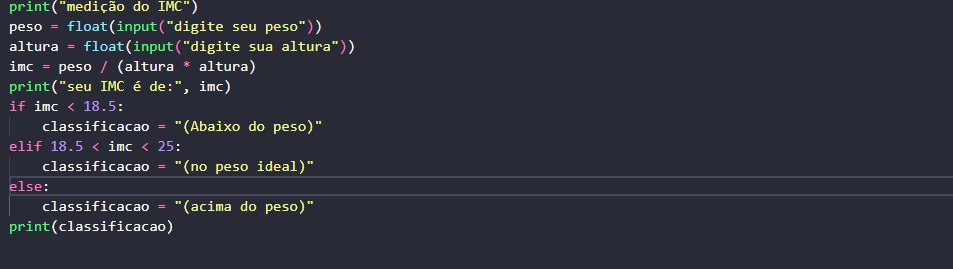 print("medição do IMC")
peso = float(input("digite seu peso"))
altura = float(input("digite sua altura"))
imc = peso / (altura * altura)
print("seu IMC é de:", imc)
if imc < 18.5:
    classificacao = "(Abaixo do peso)"
elif 18.5 < imc < 25:
    classificacao = "(no peso ideal)"
else:
    classificacao = "(acima do peso)"
print(classificacao)